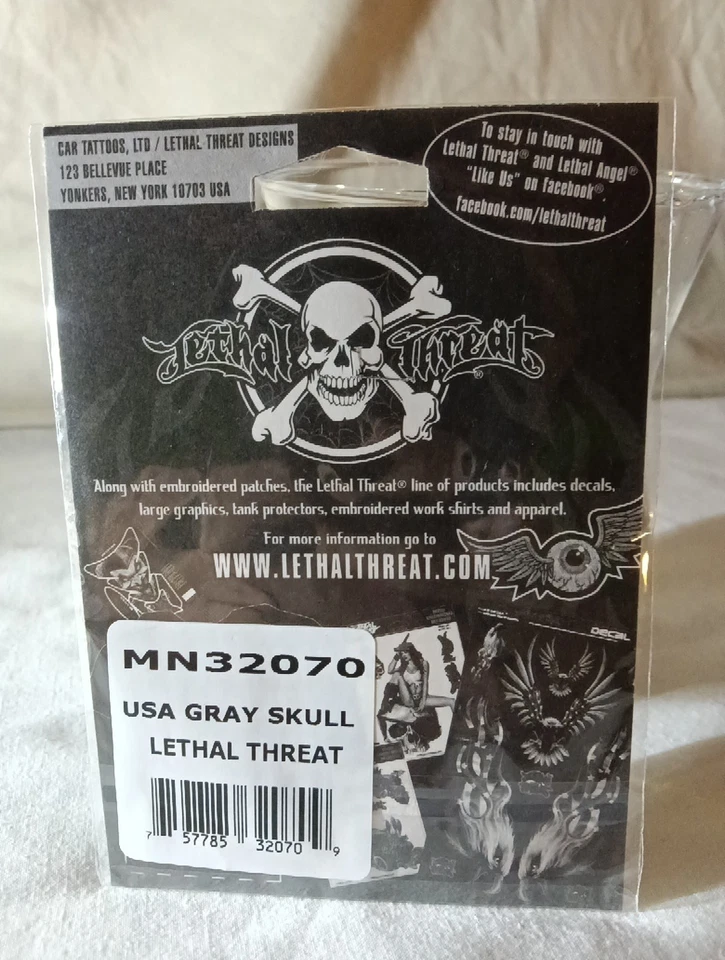 CAR TATTOOS, LTD / LETHAL THREAT DESIGNS
123 BELLEVUE PLACE
YONKERS, NEW YORK 10703 USA
To stay in touch with
Lethal Threat® and Lethal Angel®
"Like Us" on facebook®.
facebook.com/lethalthreat
Lethal Threat®
Along with embroidered patches, the Lethal Threat® line of products includes decals,
large graphics, tank protectors, embroidered work shirts and apparel.
For more information go to
WWW.LETHALTHREAT.COM
DECAL
MN32070
USA GRAY SKULL
LETHAL THREAT
7 57785 32070 9